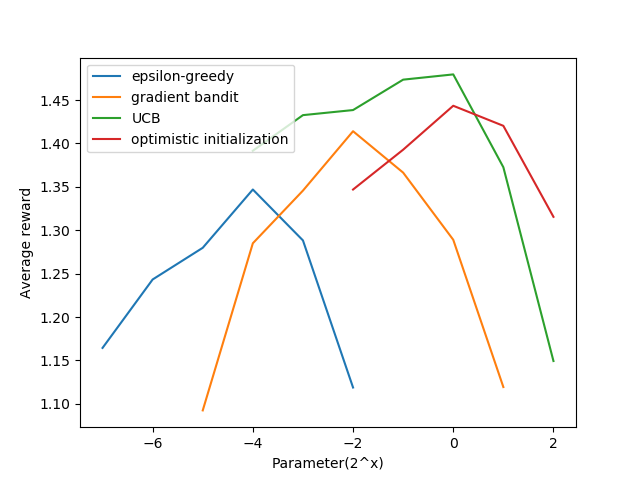 epsilon-greedy
gradient bandit
UCB
optimistic initialization
1.45
1.40
1.35
1.30
1.25
1.20
1.15
1.10
Average reward
−6 −4 −2 0 2
Parameter(2^x)